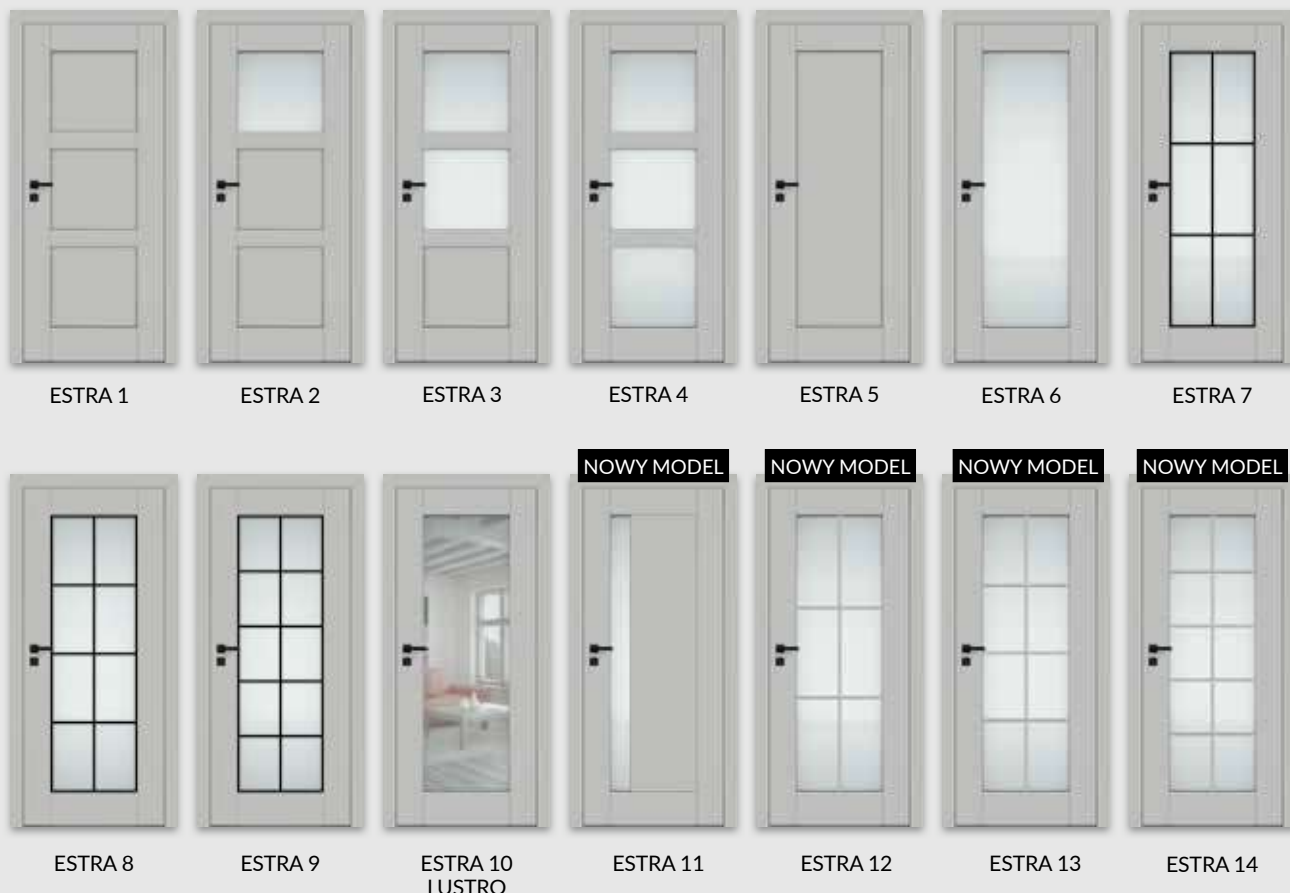 ESTRA 1
ESTRA 2
ESTRA 3
ESTRA 4
ESTRA 5
ESTRA 6
ESTRA 7
NOWY MODEL
NOWY MODEL
NOWY MODEL
NOWY MODEL
ESTRA 8
ESTRA 9
ESTRA 10
LUSTRO
ESTRA 11
ESTRA 12
ESTRA 13
ESTRA 14